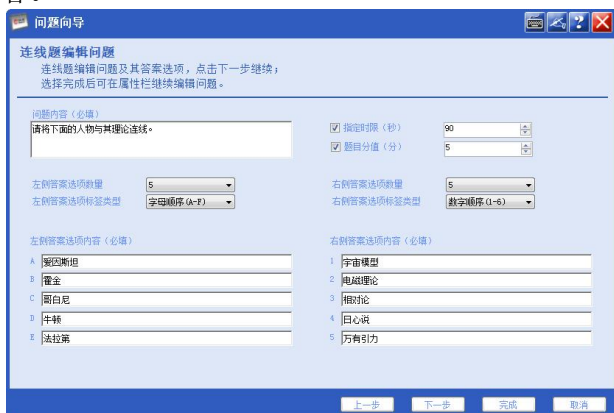 问题向导
连线题编辑问题
连线题编辑问题及其答案选项，点击下一步继续；
选择完成后可在属性栏继续编辑问题。
问题内容（必填）
请将下面的人物与其理论连线。
指定时限（秒） 90
题目分值（分） 5
左侧答案选项数量 5 右侧答案选项数量 5
左侧答案选项标签类型 字母顺序(A-F) 右侧答案选项标签类型 数字顺序(1-6)
左侧答案选项内容（必填） 右侧答案选项内容（必填）
A 爱因斯坦 1 宇宙模型
B 霍金 2 电磁理论
C 哥白尼 3 相对论
D 牛顿 4 日心说
E 法拉第 5 万有引力
上一步 下一步 完成 取消